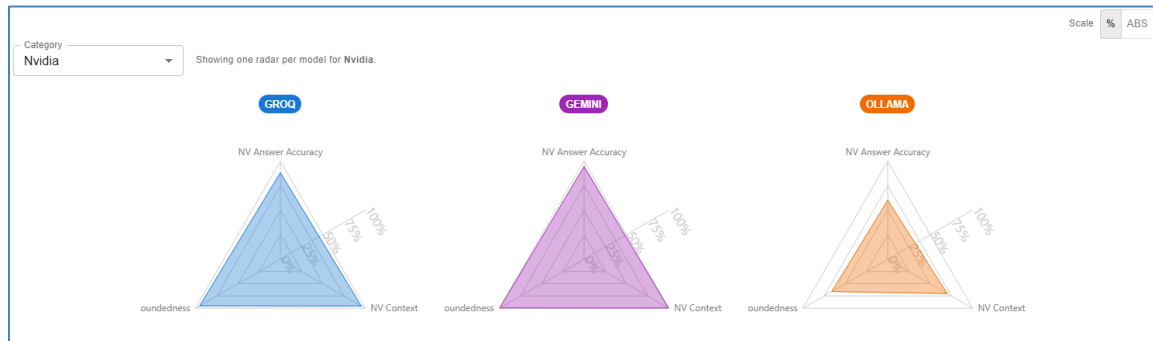 Scale % ABS
Category
Nvidia
Showing one radar per model for Nvidia.
GROQ
NV Answer Accuracy
100%
75%
50%
25%
0%
oundedness
NV Context
GEMINI
NV Answer Accuracy
100%
75%
50%
25%
0%
oundedness
NV Context
OLLAMA
NV Answer Accuracy
100%
75%
50%
25%
0%
oundedness
NV Context